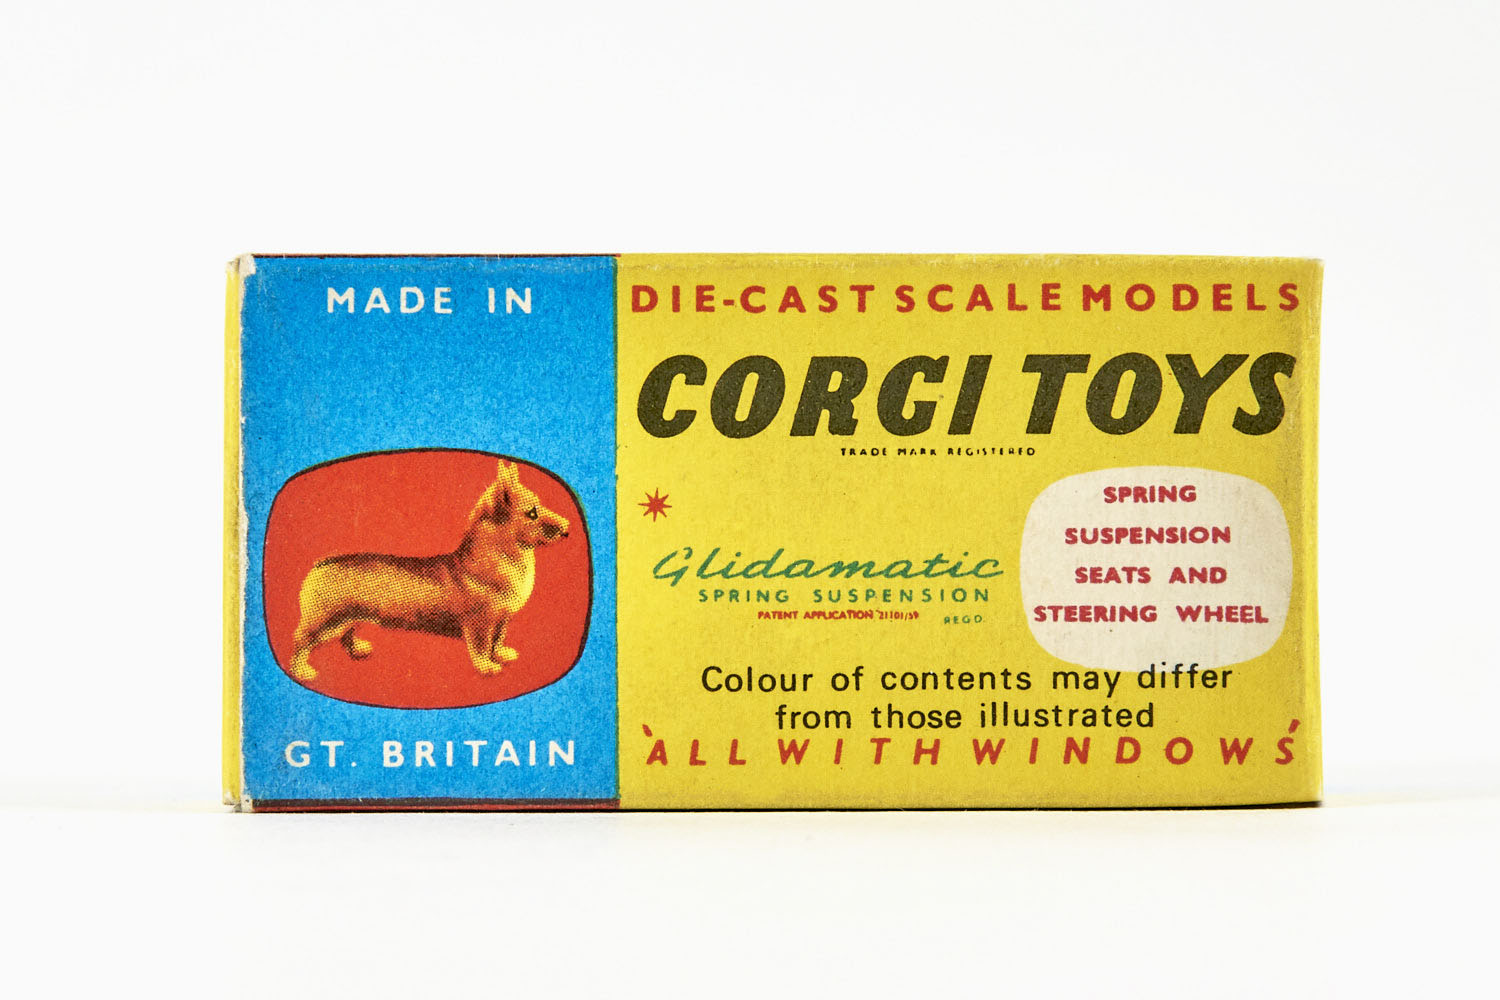 MADE IN
GT. BRITAIN
DIE-CAST SCALE MODELS
CORGI TOYS
TRADE MARK REGISTERED
Glidamatic
SPRING SUSPENSION
PATENT APPLICATION 21101/59 REGD.
SPRING
SUSPENSION
SEATS AND
STEERING WHEEL
Colour of contents may differ
from those illustrated
'ALL WITH WINDOWS'